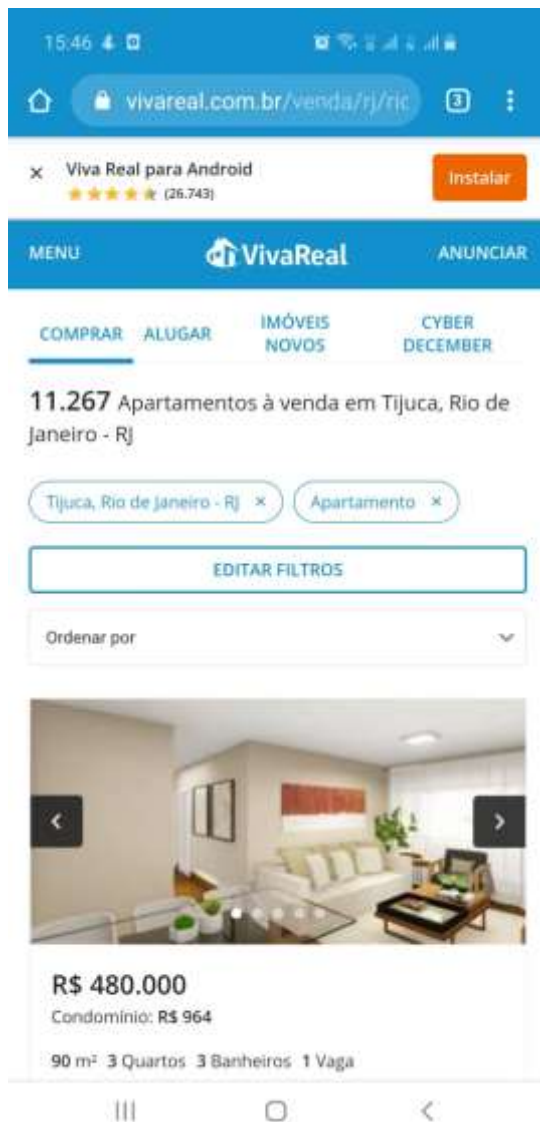 15:46
vivareal.com.br/venda/rj/ric
3
Viva Real para Android
(26.743)
Instalar
MENU
VivaReal
ANUNCIAR
COMPRAR
ALUGAR
IMÓVEIS
NOVOS
CYBER
DECEMBER
11.267 Apartamentos à venda em Tijuca, Rio de
Janeiro - RJ
Tijuca, Rio de Janeiro - RJ ×
Apartamento ×
EDITAR FILTROS
Ordenar por
R$ 480.000
Condomínio: R$ 964
90 m² 3 Quartos 3 Banheiros 1 Vaga